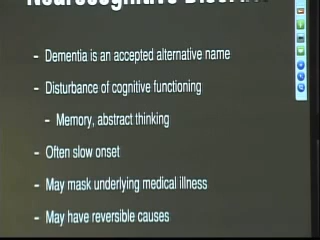 Neurocognitive
- Dementia is an accepted alternative name
- Disturbance of cognitive functioning
- Memory, abstract thinking
- Often slow onset
- May mask underlying medical illness
- May have reversible causes